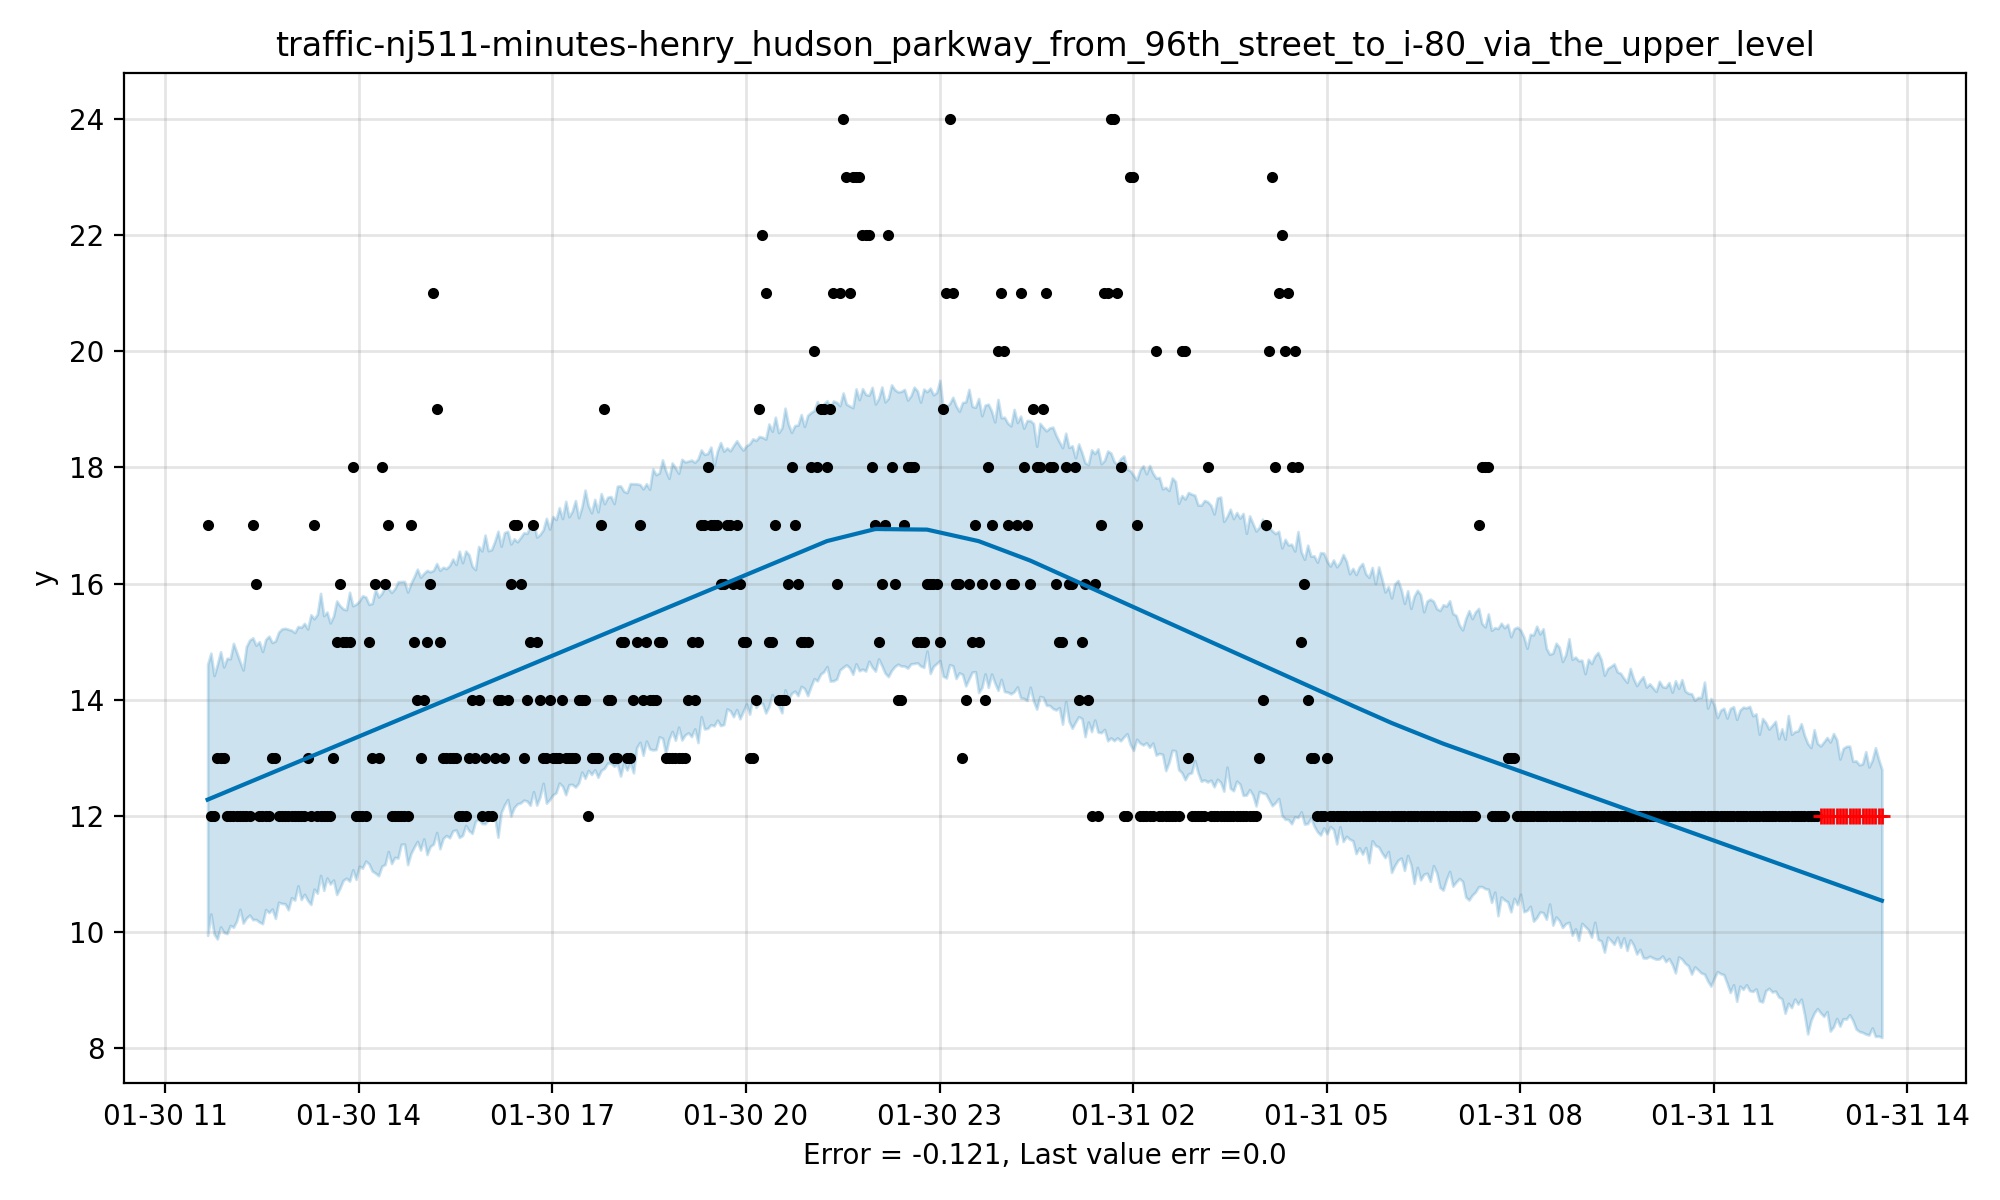 traffic-nj511-minutes-henry_hudson_parkway_from_96th_street_to_i-80_via_the_upper_level
24
22
20
18
16
14
12
10
8
y
01-30 11 01-30 14 01-30 17 01-30 20 01-30 23 01-31 02 01-31 05 01-31 08 01-31 11 01-31 14
Error = -0.121, Last value err =0.0